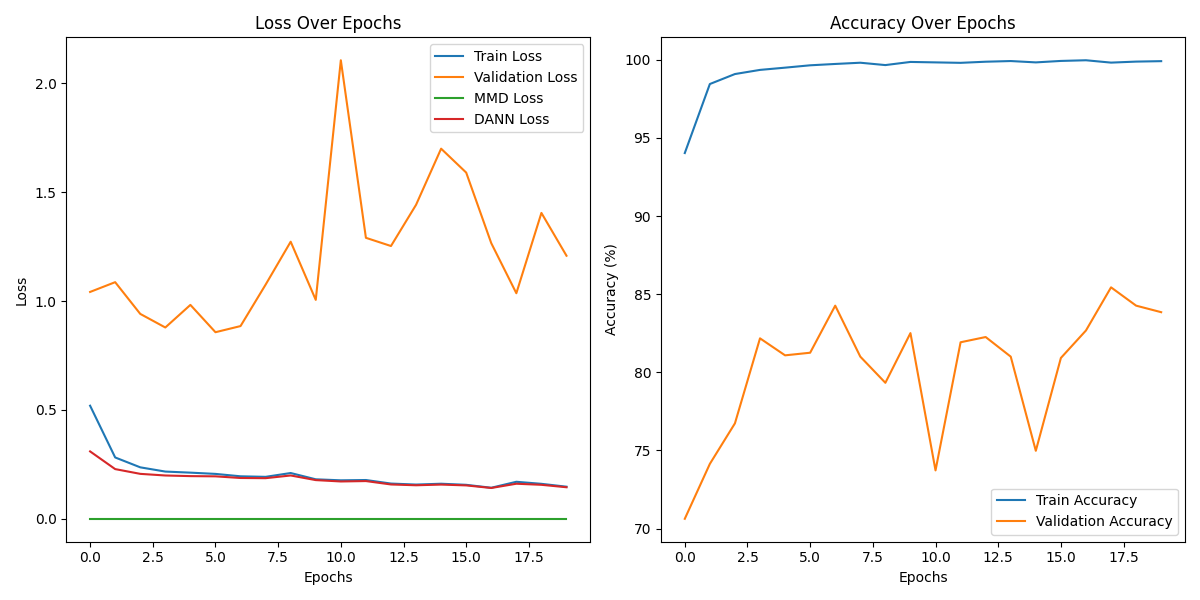 Loss Over Epochs
Train Loss
Validation Loss
MMD Loss
DANN Loss
2.0
1.5
1.0
0.5
0.0
Loss
0.0 2.5 5.0 7.5 10.0 12.5 15.0 17.5
Epochs
Accuracy Over Epochs
100
95
90
85
80
75
70
Accuracy (%)
Train Accuracy
Validation Accuracy
0.0 2.5 5.0 7.5 10.0 12.5 15.0 17.5
Epochs